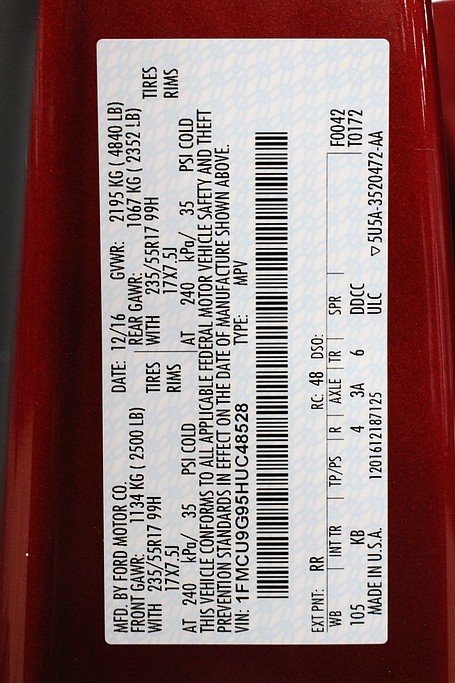 MFD. BY FORD MOTOR CO. DATE: 12/16 GVWR: 2195 KG ( 4840 LB)
FRONT GAWR: 1134 KG ( 2500 LB) REAR GAWR: 1067 KG ( 2352 LB)
WITH 235/55R17 99H TIRES WITH 235/55R17 99H TIRES
17X7.5J RIMS 17X7.5J RIMS
AT 240 kPa/ 35 PSI COLD AT 240 kPa/ 35 PSI COLD
THIS VEHICLE CONFORMS TO ALL APPLICABLE FEDERAL MOTOR VEHICLE SAFETY AND THEFT
PREVENTION STANDARDS IN EFFECT ON THE DATE OF MANUFACTURE SHOWN ABOVE.
VIN: 1FMCU9G95HUC48528 TYPE: MPV
EXT PNT: RR RC: 48 DSO: F0042
WB INT TR TP/PS R AXLE TR SPR T0172
105 KB 4 3A 6 DDCC
MADE IN U.S.A. 1201612187125 ULC ▽5U5A-3520472-AA